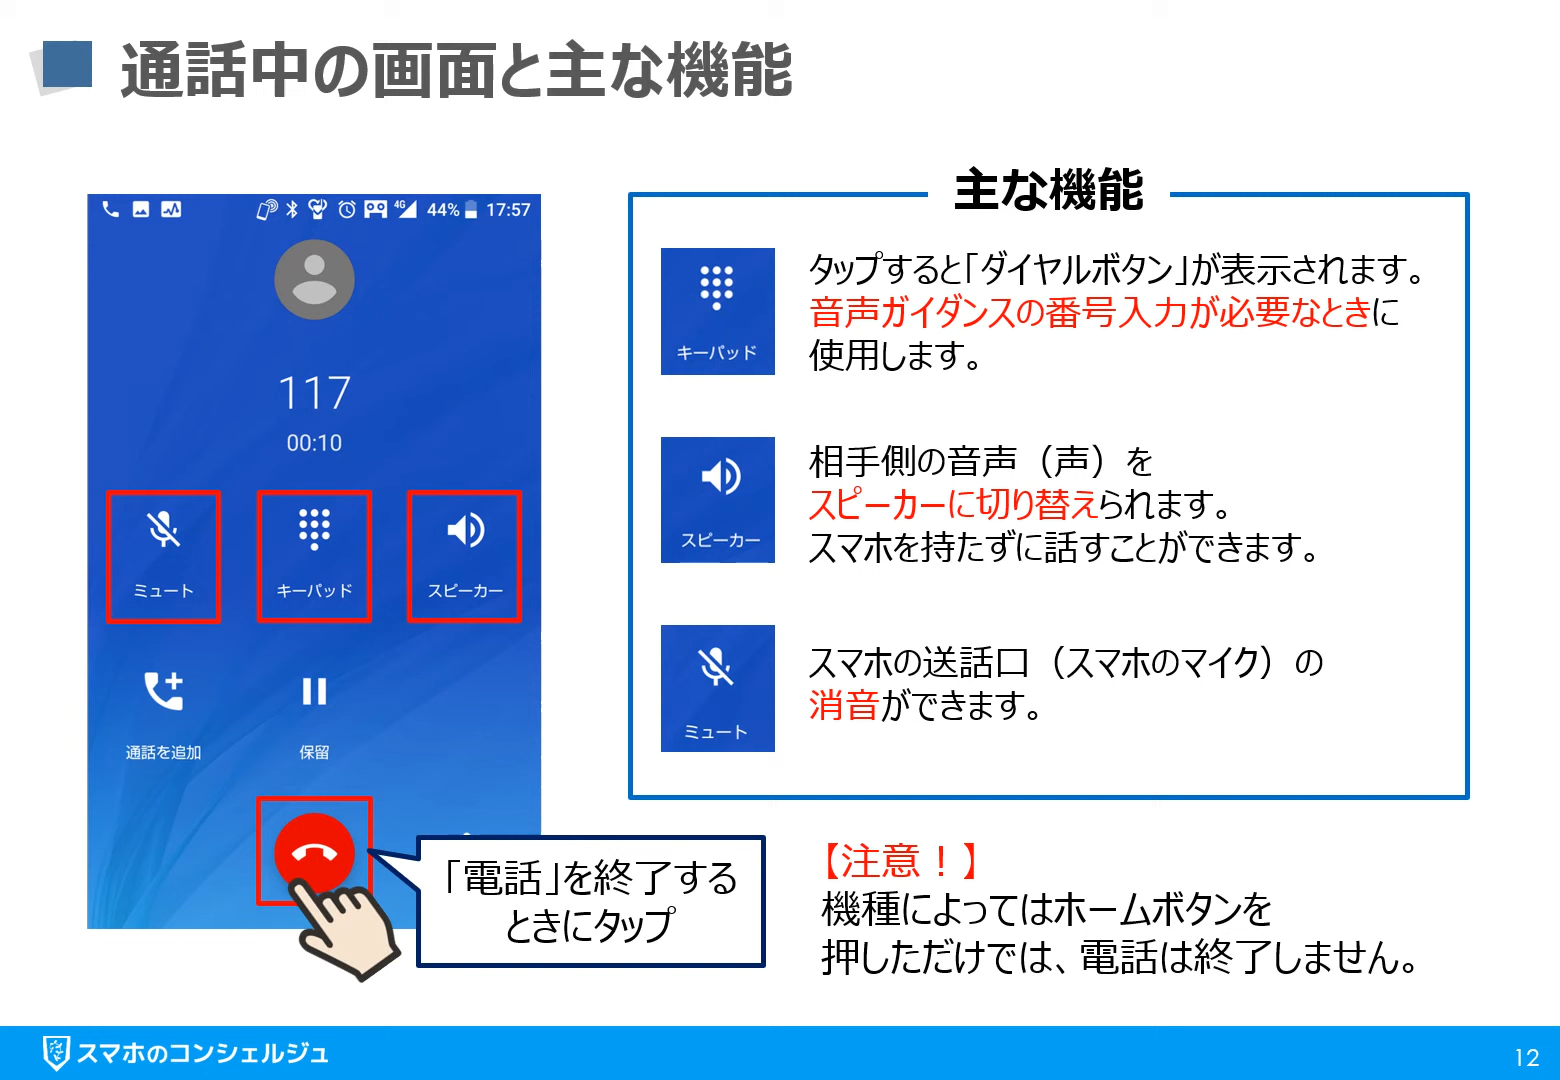 通話中の画面と主な機能
4G 44% 17:57
117
00:10
ミュート キーパッド スピーカー
通話を追加 保留
「電話」を終了する
ときにタップ
主な機能
キーパッド
タップすると「ダイヤルボタン」が表示されます。
音声ガイダンスの番号入力が必要なときに
使用します。
スピーカー
相手側の音声（声）を
スピーカーに切り替えられます。
スマホを持たずに話すことができます。
ミュート
スマホの送話口（スマホのマイク）の
消音ができます。
【注意！】
機種によってはホームボタンを
押しただけでは、電話は終了しません。
スマホのコンシェルジュ
12